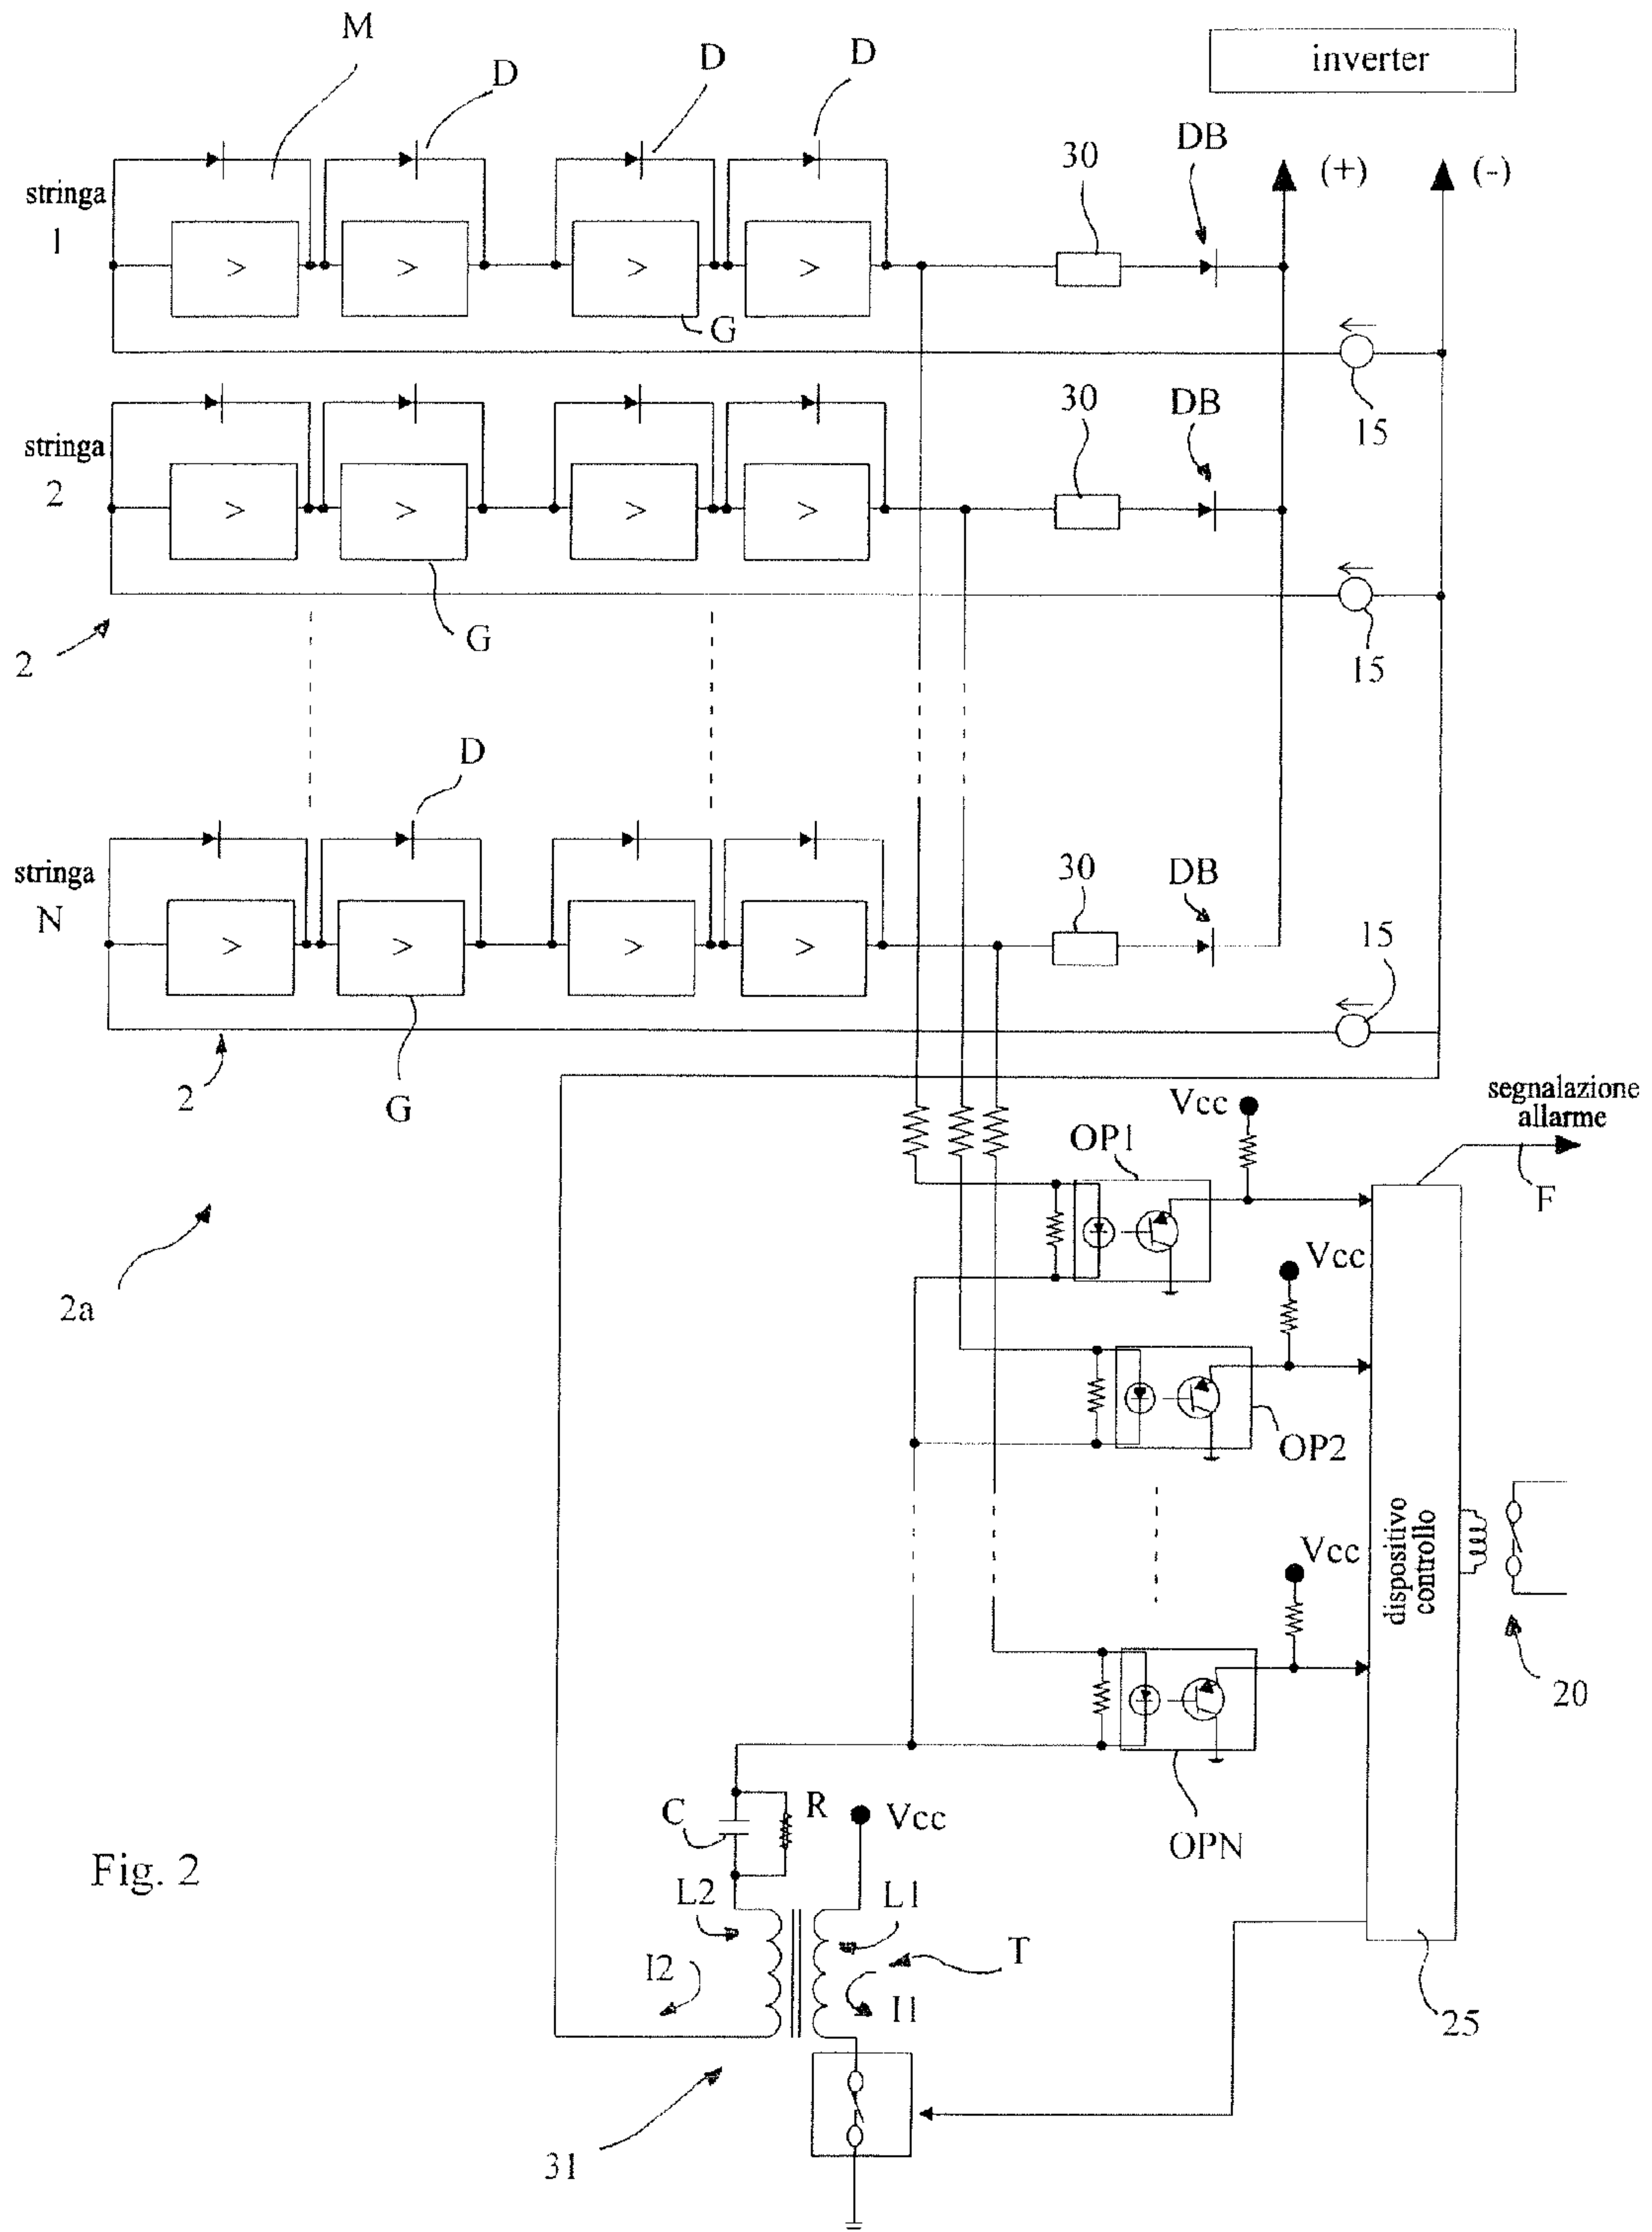 M
D
D
D
inverter
30
DB
(+)
(-)
stringa
1
G
15
stringa
2
30
DB
G
2
15
D
stringa
N
30
DB
15
2
G
segnalazione
allarme
Vcc
OP1
F
2a
Vcc
OP2
dispositivo
controllo
Vcc
20
OPN
C
R
Vcc
Fig. 2
L2
L1
I2
T
I1
25
31